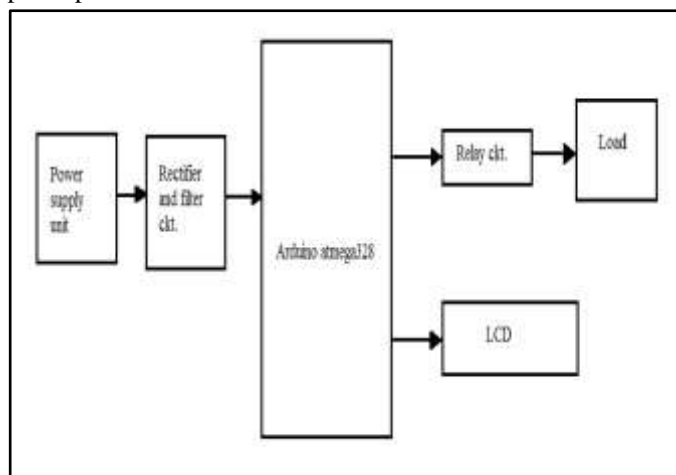 Power
supply
unit
Rectifier
and filter
ckt.
Arduino atmega328
Relay ckt.
Load
LCD